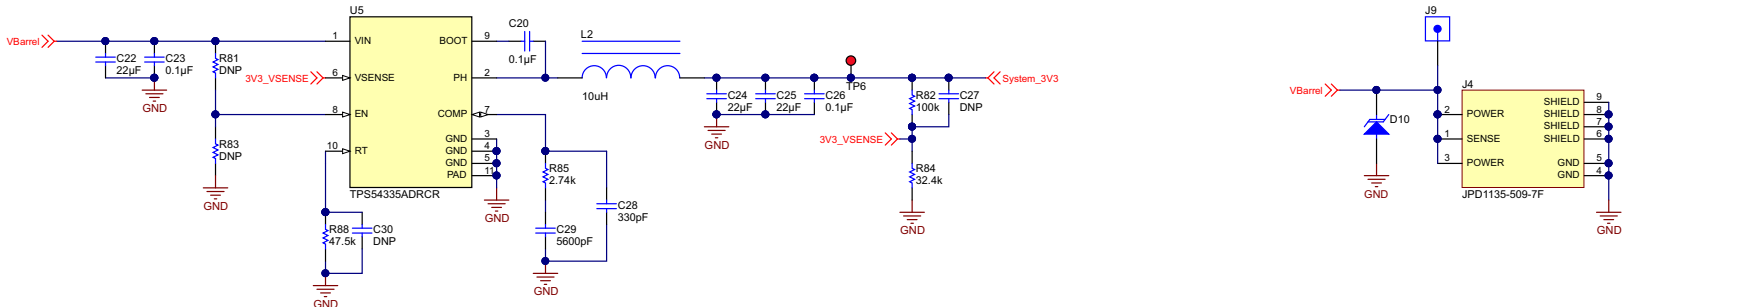 U5
VBarrel
1
VIN
BOOT
9
C20
0.1µF
L2
10uH
C22
22µF
C23
0.1µF
R81
DNP
3V3_VSENSE
6
VSENSE
PH
2
GND
8
EN
COMP
7
R83
DNP
10
RT
GND
3
GND
4
GND
5
PAD
11
TPS54335ADRCR
GND
GND
R88
47.5k
C30
DNP
GND
R85
2.74k
C28
330pF
C29
5600pF
GND
C24
22µF
C25
22µF
C26
0.1µF
GND
TP6
R82
100k
C27
DNP
System_3V3
3V3_VSENSE
R84
32.4k
GND
J9
VBarrel
D10
GND
J4
2
POWER
1
SENSE
3
POWER
SHIELD
9
SHIELD
8
SHIELD
7
SHIELD
6
GND
5
GND
4
JPD1135-509-7F
GND